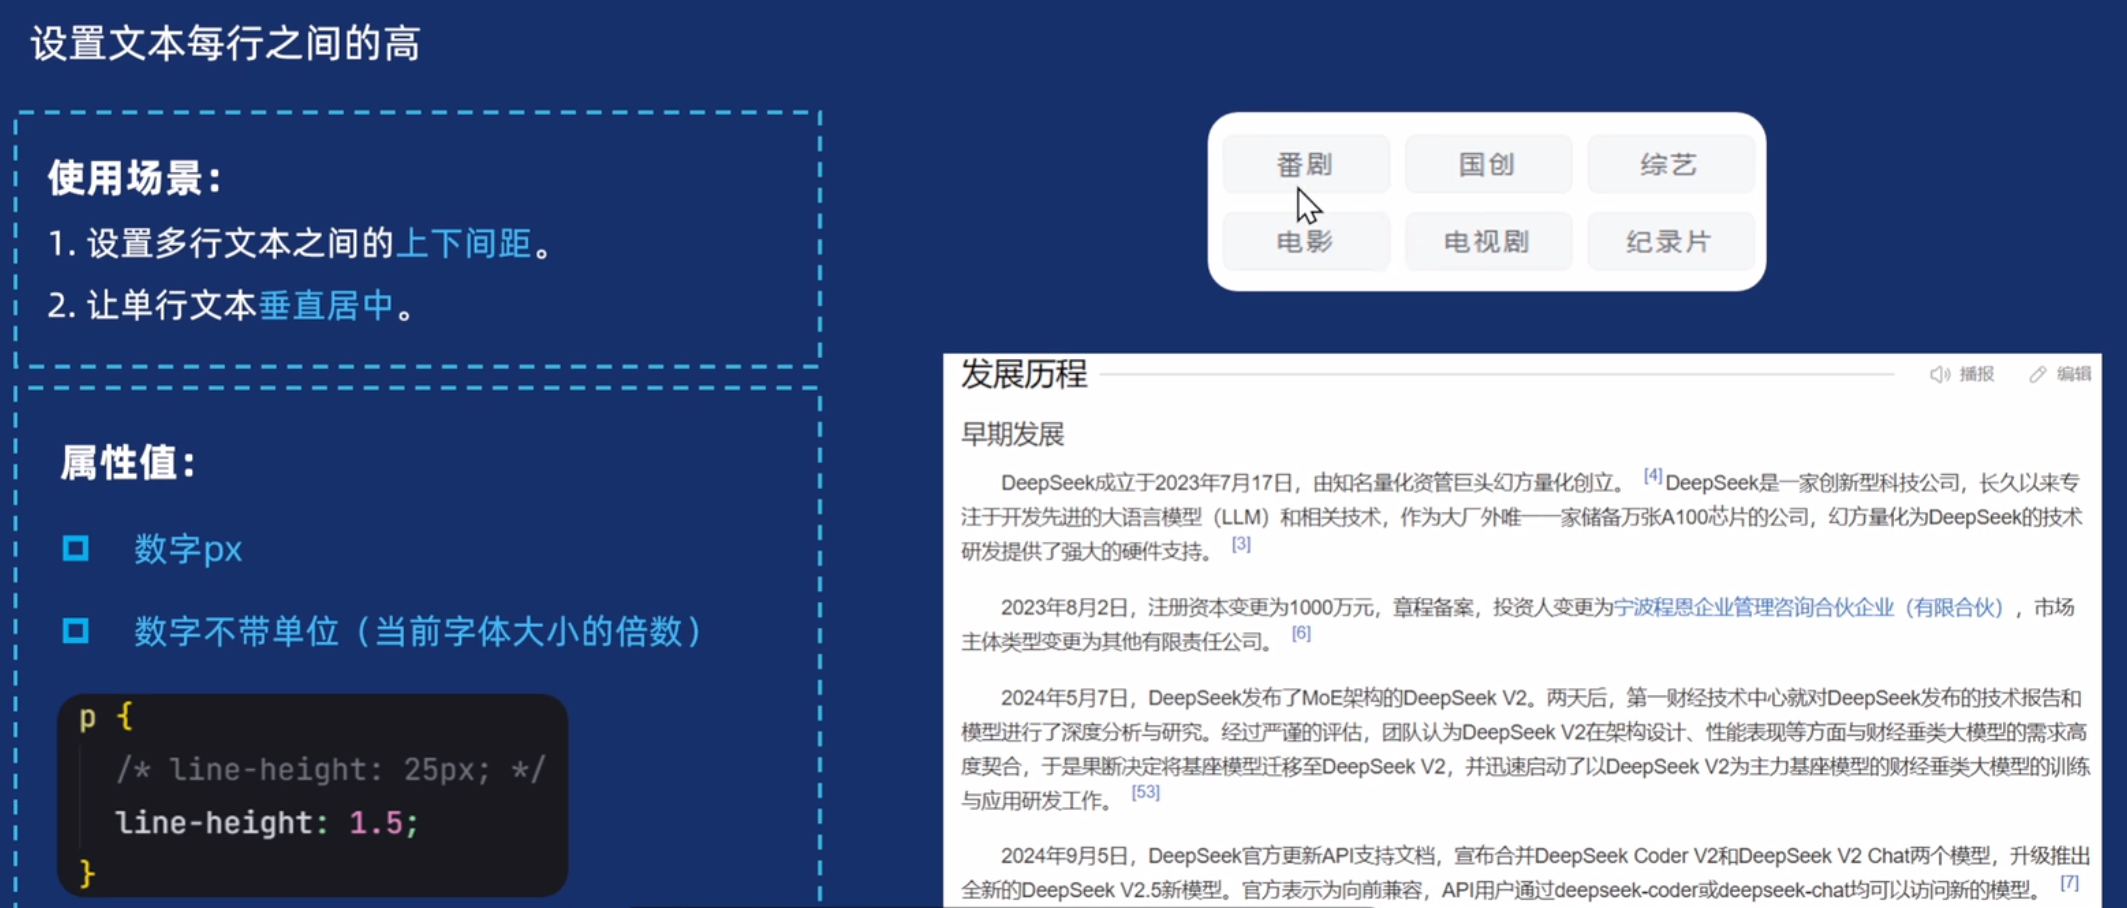 设置文本每行之间的高
使用场景：
1. 设置多行文本之间的上下间距。
2. 让单行文本垂直居中。
属性值：
数字px
数字不带单位（当前字体大小的倍数）
p {
/* line-height: 25px; */
line-height: 1.5;
}
番剧 国创 综艺
电影 电视剧 纪录片
发展历程 播报 编辑
早期发展
DeepSeek成立于2023年7月17日，由知名量化资管巨头幻方量化创立。 [4] DeepSeek是一家创新型科技公司，长久以来专
注于开发先进的大语言模型（LLM）和相关技术，作为大厂外唯一一家储备万张A100芯片的公司，幻方量化为DeepSeek的技术
研发提供了强大的硬件支持。 [3]
2023年8月2日，注册资本变更为1000万元，章程备案，投资人变更为宁波程恩企业管理咨询合伙企业（有限合伙），市场
主体类型变更为其他有限责任公司。 [6]
2024年5月7日，DeepSeek发布了MoE架构的DeepSeek V2。两天后，第一财经技术中心就对DeepSeek发布的技术报告和
模型进行了深度分析与研究。经过严谨的评估，团队认为DeepSeek V2在架构设计、性能表现等方面与财经垂类大模型的需求高
度契合，于是果断决定将基座模型迁移至DeepSeek V2，并迅速启动了以DeepSeek V2为主力基座模型的财经垂类大模型的训练
与应用研发工作。 [53]
2024年9月5日，DeepSeek官方更新API支持文档，宣布合并DeepSeek Coder V2和DeepSeek V2 Chat两个模型，升级推出
全新的DeepSeek V2.5新模型。官方表示为向前兼容，API用户通过deepseek-coder或deepseek-chat均可以访问新的模型。 [7]